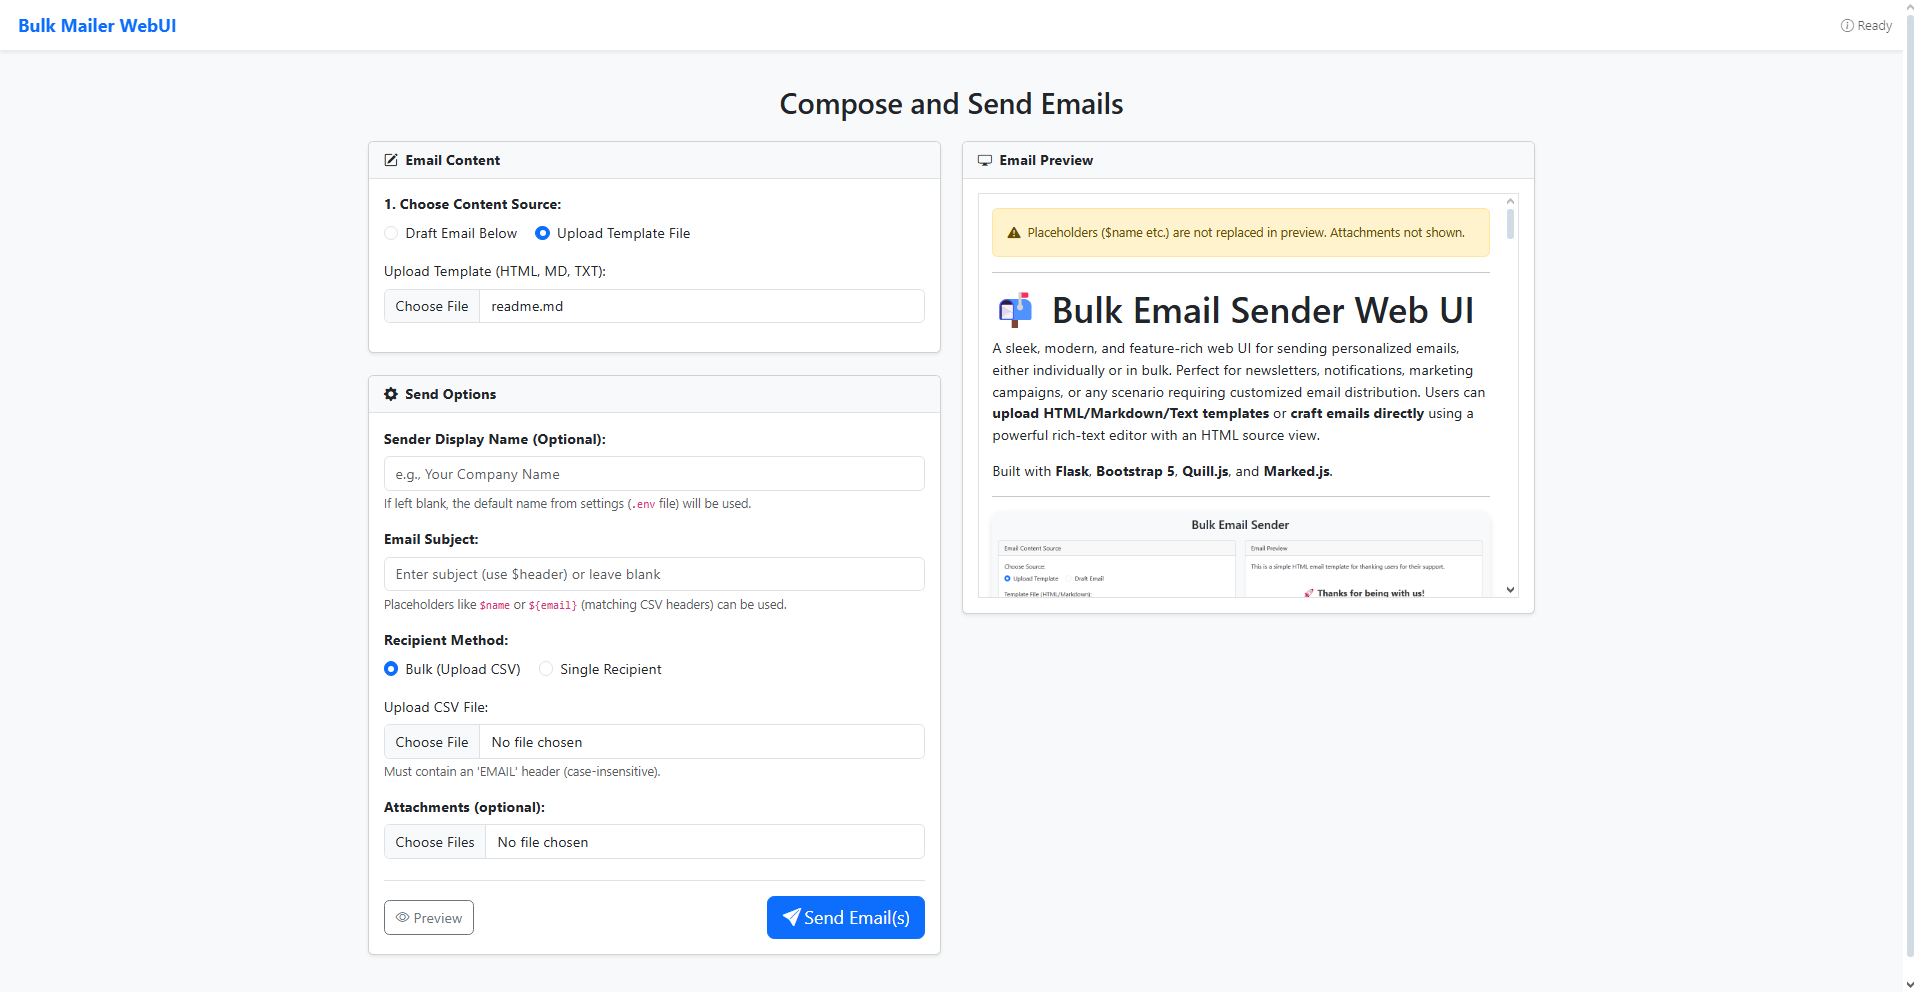 Bulk Mailer WebUI
Ready
Compose and Send Emails
Email Content
1. Choose Content Source:
Draft Email Below
Upload Template File
Upload Template (HTML, MD, TXT):
Choose File
readme.md
Send Options
Sender Display Name (Optional):
e.g., Your Company Name
If left blank, the default name from settings (.env file) will be used.
Email Subject:
Enter subject (use $header) or leave blank
Placeholders like $name or ${email} (matching CSV headers) can be used.
Recipient Method:
Bulk (Upload CSV)
Single Recipient
Upload CSV File:
Choose File
No file chosen
Must contain an 'EMAIL' header (case-insensitive).
Attachments (optional):
Choose Files
No file chosen
Preview
Send Email(s)
Email Preview
Placeholders ($name etc.) are not replaced in preview. Attachments not shown.
Bulk Email Sender Web UI
A sleek, modern, and feature-rich web UI for sending personalized emails,
either individually or in bulk. Perfect for newsletters, notifications, marketing
campaigns, or any scenario requiring customized email distribution. Users can
upload HTML/Markdown/Text templates or craft emails directly using a
powerful rich-text editor with an HTML source view.
Built with Flask, Bootstrap 5, Quill.js, and Marked.js.
Bulk Email Sender
Email Content Source
Choose Source:
Upload Template
Draft Email
Template File (HTML/Markdown):
Email Preview
This is a simple HTML email template for thanking users for their support.
Thanks for being with us!